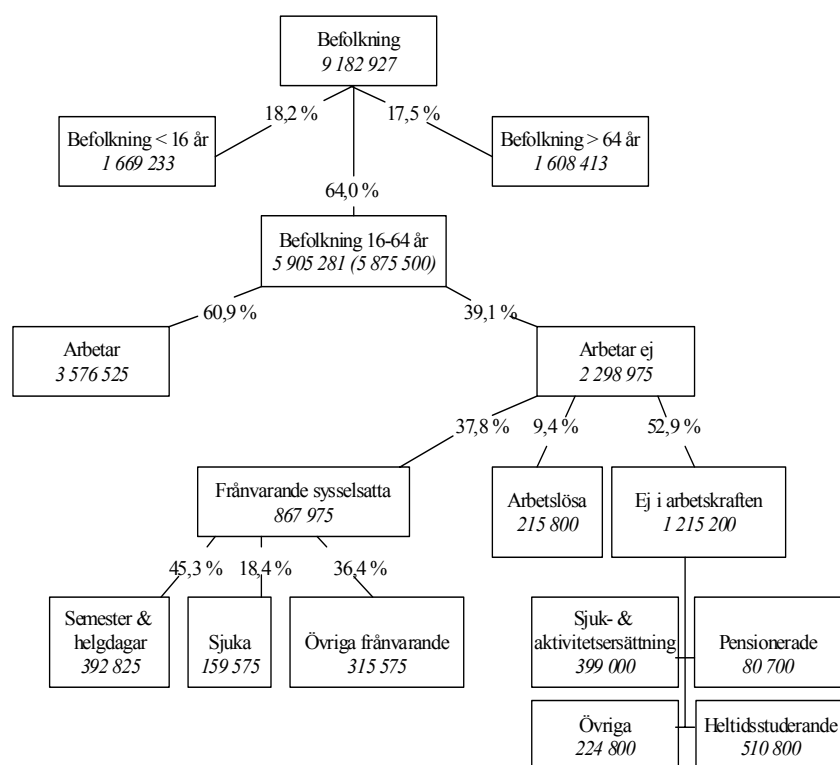 Befolkning
9 182 927
18,2 %
17,5 %
Befolkning < 16 år
1 669 233
Befolkning > 64 år
1 608 413
64,0 %
Befolkning 16-64 år
5 905 281 (5 875 500)
60,9 %
39,1 %
Arbetar
3 576 525
Arbetar ej
2 298 975
37,8 %
9,4 %
52,9 %
Frånvarande sysselsatta
867 975
Arbetslösa
215 800
Ej i arbetskraften
1 215 200
45,3 %
18,4 %
36,4 %
Semester &
helgdagar
392 825
Sjuka
159 575
Övriga frånvarande
315 575
Sjuk- &
aktivitetsersättning
399 000
Pensionerade
80 700
Övriga
224 800
Heltidsstuderande
510 800